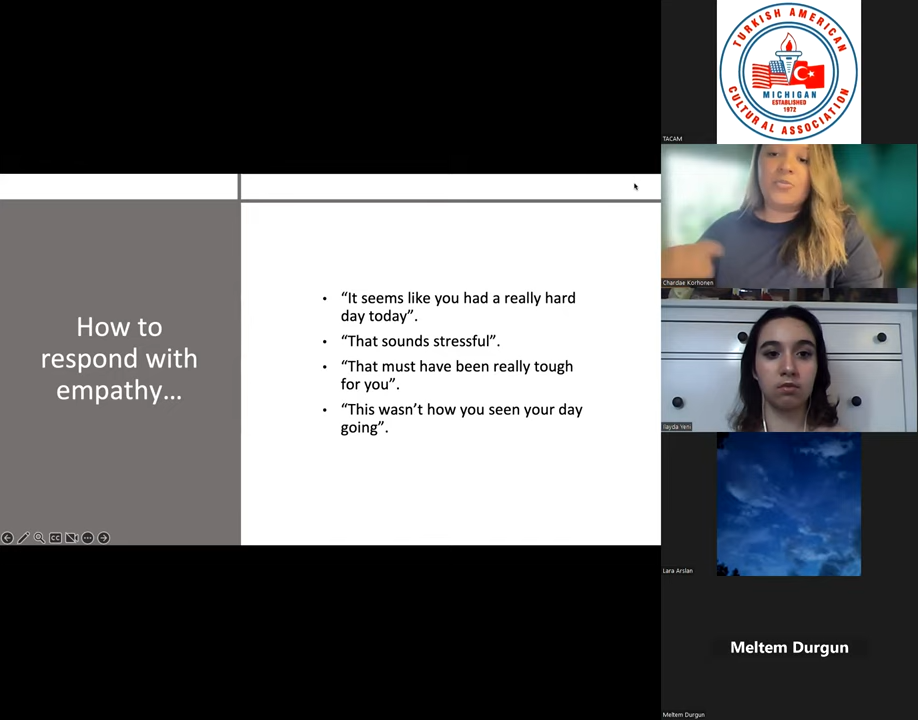 TURKISH AMERICAN
MICHIGAN
ESTABLISHED
1972
CULTURAL ASSOCIATION
TACAM
Chardae Korhonen
How to
respond with
empathy...
• “It seems like you had a really hard
day today”.
• “That sounds stressful”.
• “That must have been really tough
for you”.
• “This wasn’t how you seen your day
going”.
CC
Ilayda Yeni
Lara Arslan
Meltem Durgun
Meltem Durgun